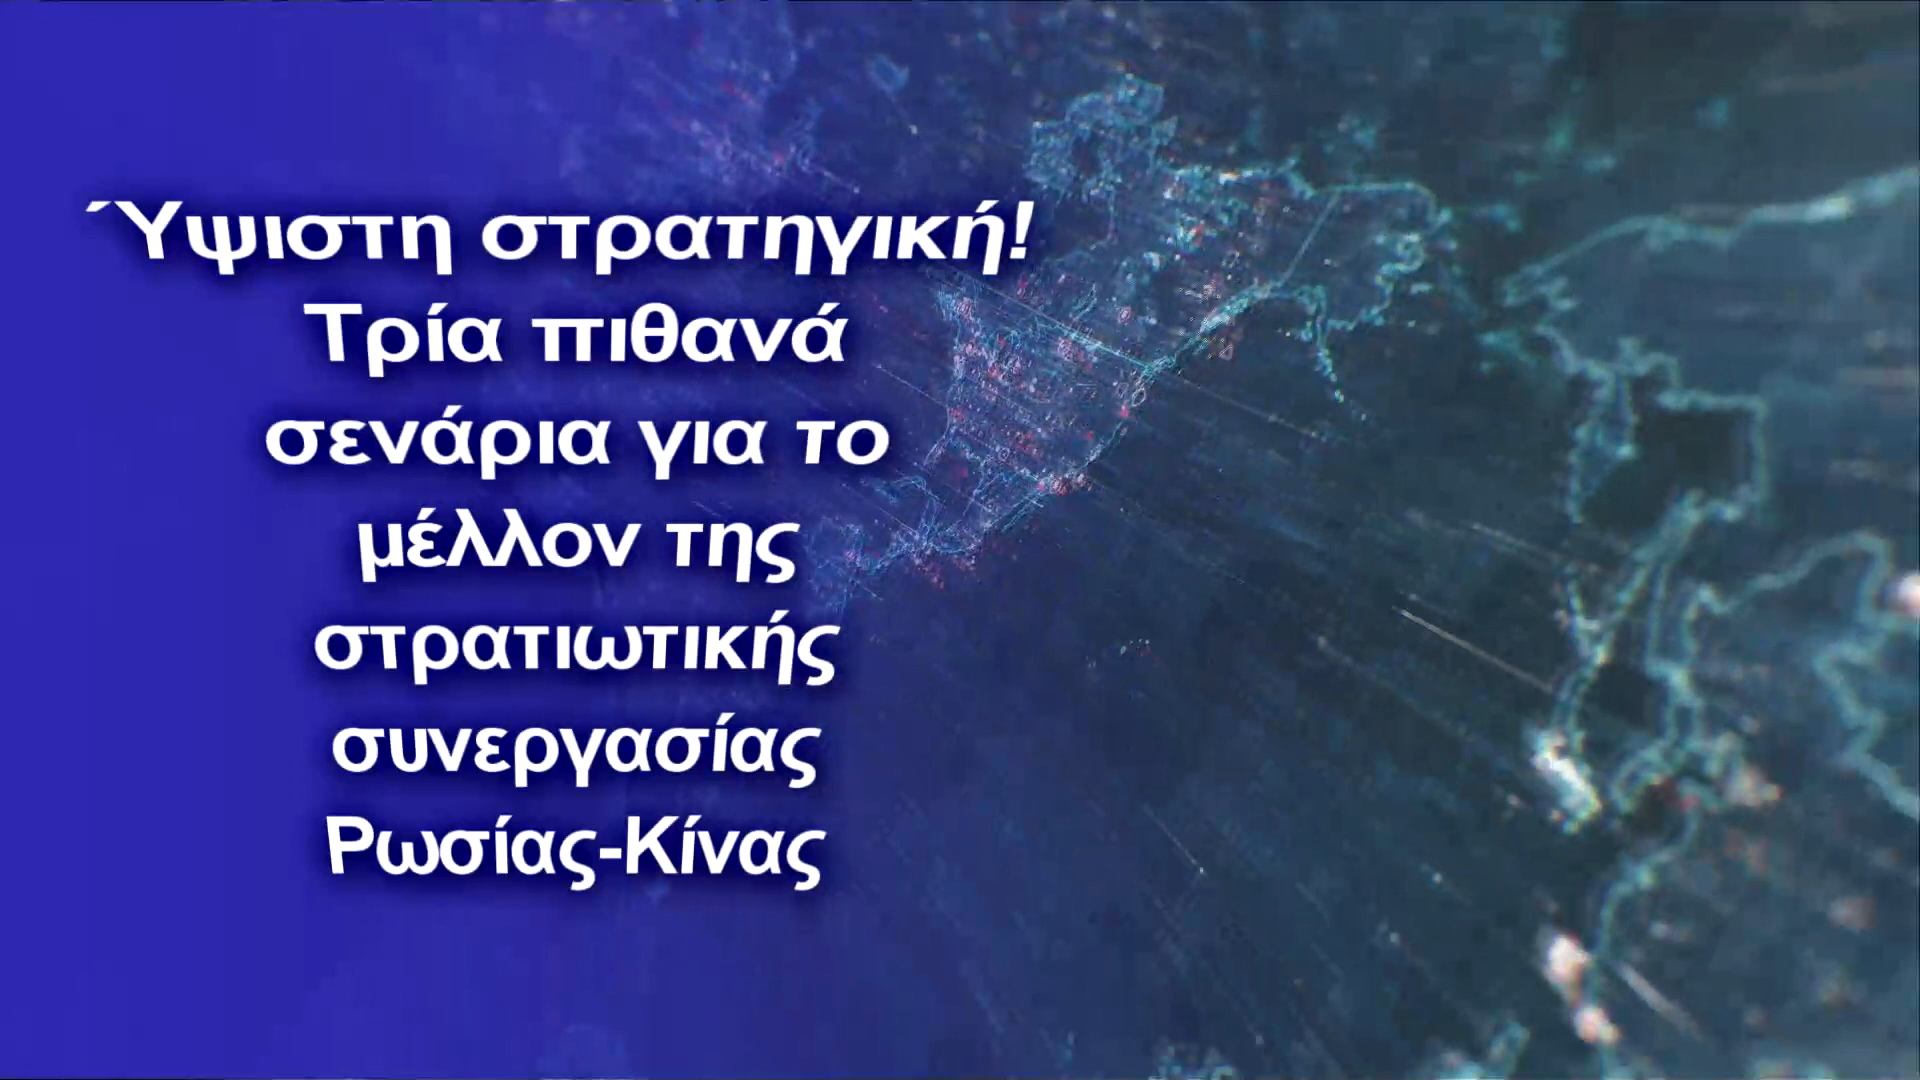 Ύψιστη στρατηγική!
Τρία πιθανά
σενάρια για το
μέλλον της
στρατιωτικής
συνεργασίας
Ρωσίας-Κίνας